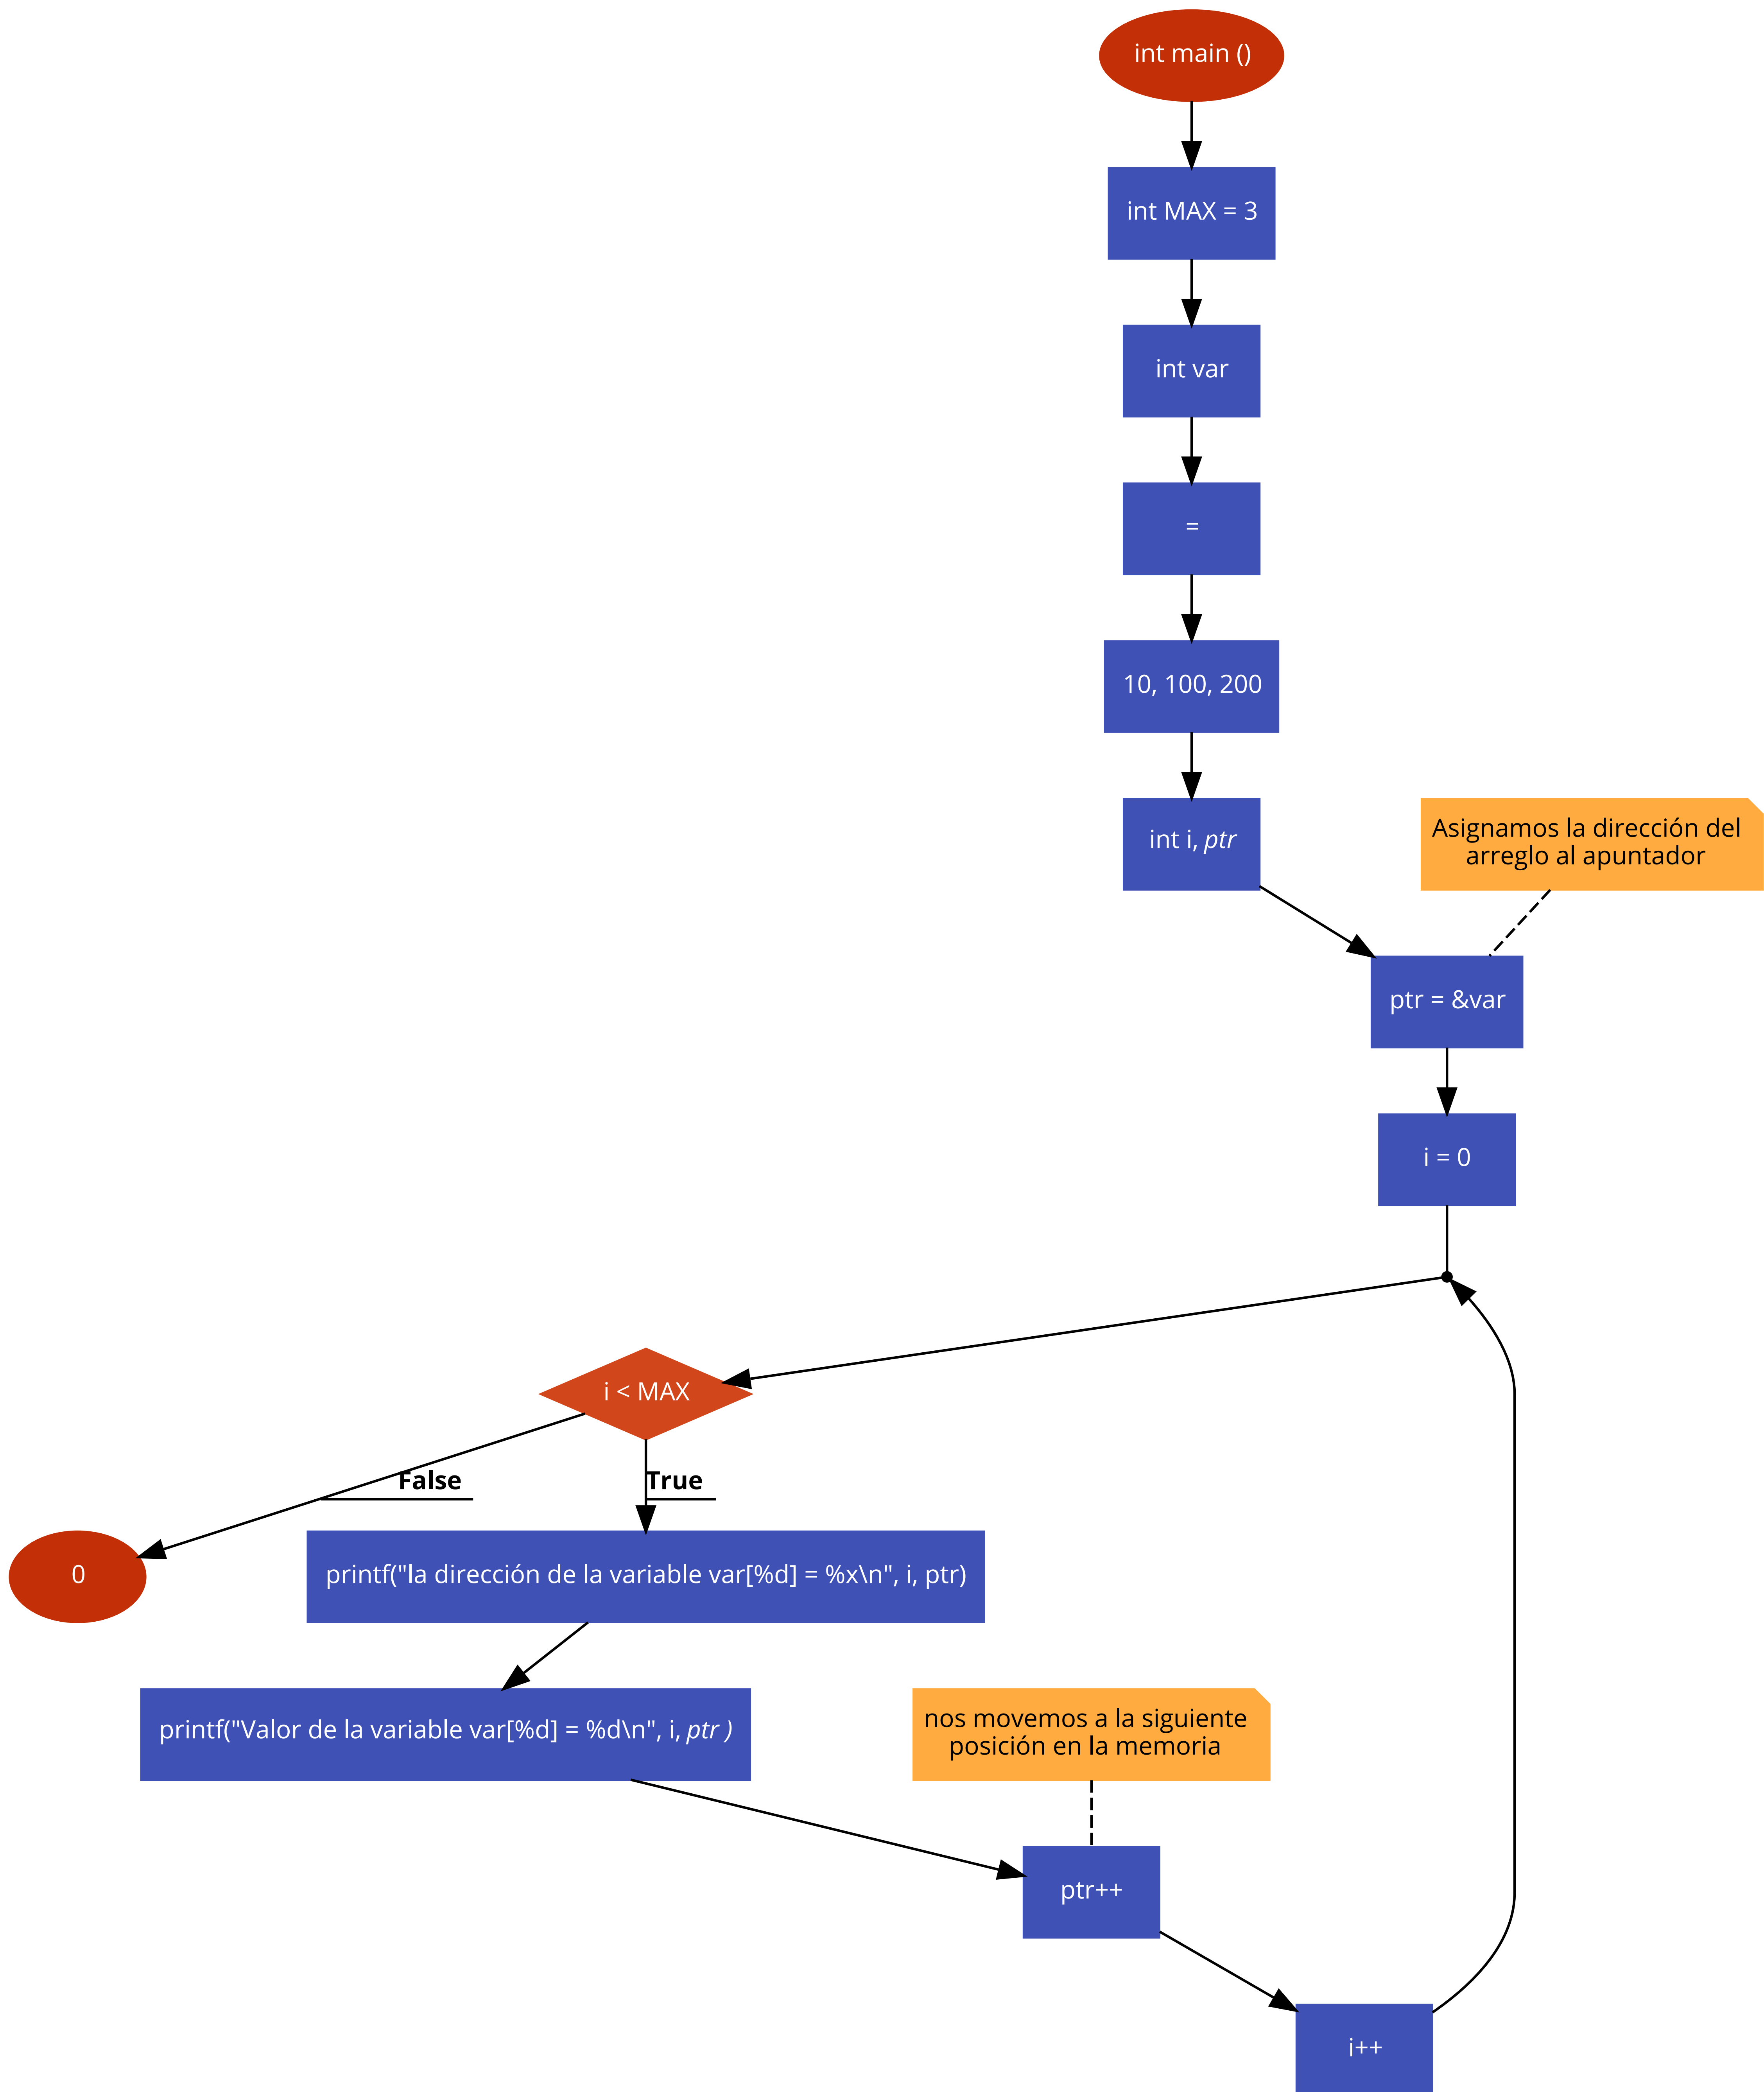 int main ()
int MAX = 3
int var
=
10, 100, 200
int i, ptr
Asignamos la dirección del
arreglo al apuntador
ptr = &var
i = 0
i < MAX
False
True
0
printf("la dirección de la variable var[%d] = %x\n", i, ptr)
printf("Valor de la variable var[%d] = %d\n", i, ptr )
nos movemos a la siguiente
posición en la memoria
ptr++
i++